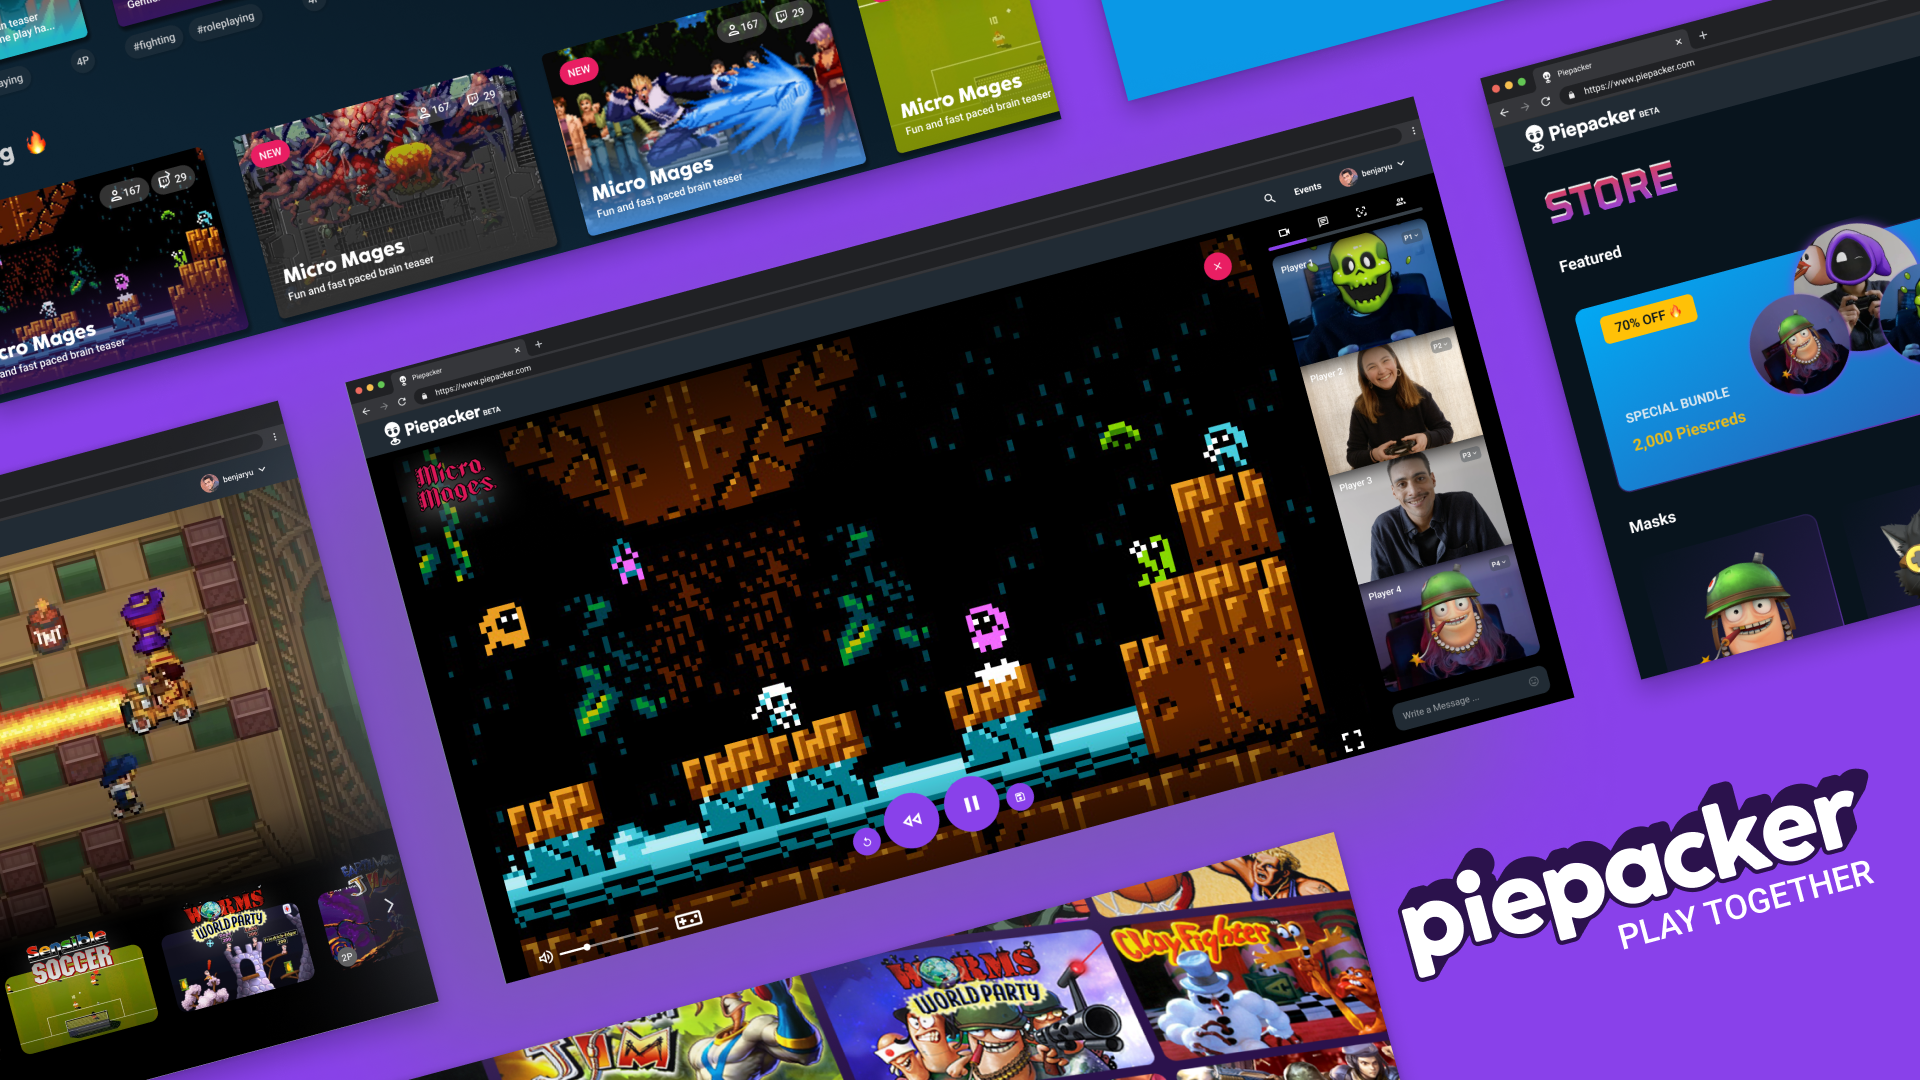 #fighting
#roleplaying
4P
167
29
Micro Mages
Fun and fast paced brain teaser
NEW
167
29
Micro Mages
Fun and fast paced brain teaser
NEW
167
29
Micro Mages
Fun and fast paced brain teaser
Micro Mages
Fun and fast paced brain teaser
Piepacker
https://www.piepacker.com
Piepacker BETA
Events
benjaryu
Micro
Mages
Player 1
P1
Player 2
P2
Player 3
P3
Player 4
P4
Write a Message ...
Piepacker
https://www.piepacker.com
Piepacker BETA
STORE
Featured
70% OFF
SPECIAL BUNDLE
2,000 Piescreds
Masks
benjaryu
TNT
Sensible
SOCCER
WORMS
WORLD PARTY
EARTHWORM
JIM
2P
JIM
WORMS
WORLD PARTY
ClayFighter
piepacker
PLAY TOGETHER